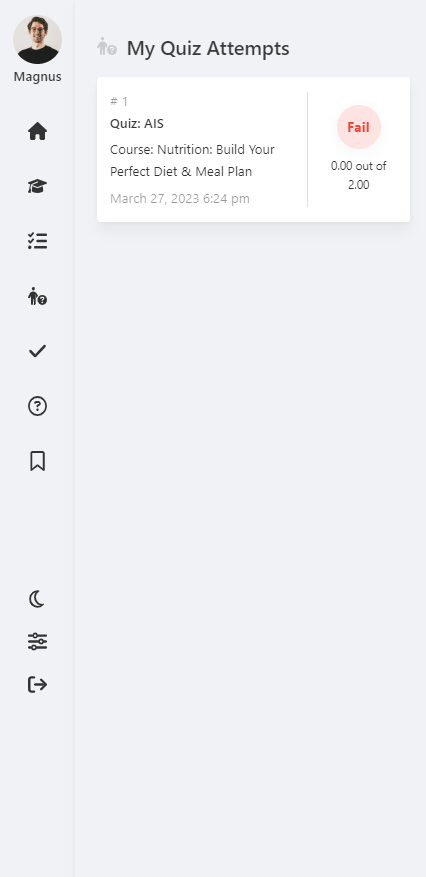 Magnus
My Quiz Attempts
# 1
Quiz: AIS
Course: Nutrition: Build Your
Perfect Diet & Meal Plan
March 27, 2023 6:24 pm
Fail
0.00 out of
2.00